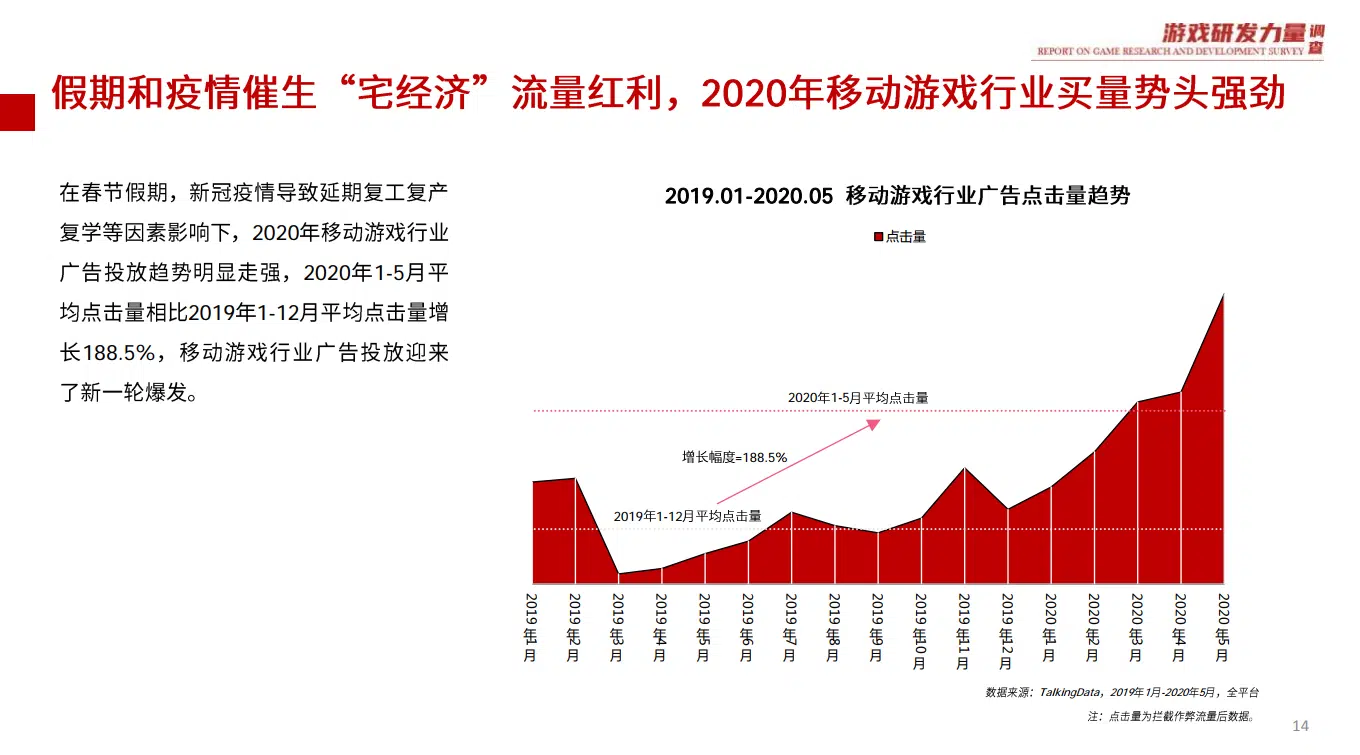 游戏研发力量调查
REPORT ON GAME RESEARCH AND DEVELOPMENT SURVEY
假期和疫情催生“宅经济”流量红利，2020年移动游戏行业买量势头强劲
在春节假期，新冠疫情导致延期复工复产
复学等因素影响下，2020年移动游戏行业
广告投放趋势明显走强，2020年1-5月平
均点击量相比2019年1-12月平均点击量增
长188.5%，移动游戏行业广告投放迎来
了新一轮爆发。
2019.01-2020.05 移动游戏行业广告点击量趋势
点击量
2020年1-5月平均点击量
增长幅度=188.5%
2019年1-12月平均点击量
2019年1月
2019年2月
2019年3月
2019年4月
2019年5月
2019年6月
2019年7月
2019年8月
2019年9月
2019年10月
2019年11月
2019年12月
2020年1月
2020年2月
2020年3月
2020年4月
2020年5月
数据来源：TalkingData，2019年1月-2020年5月，全平台
注：点击量为拦截作弊流量后数据。
14